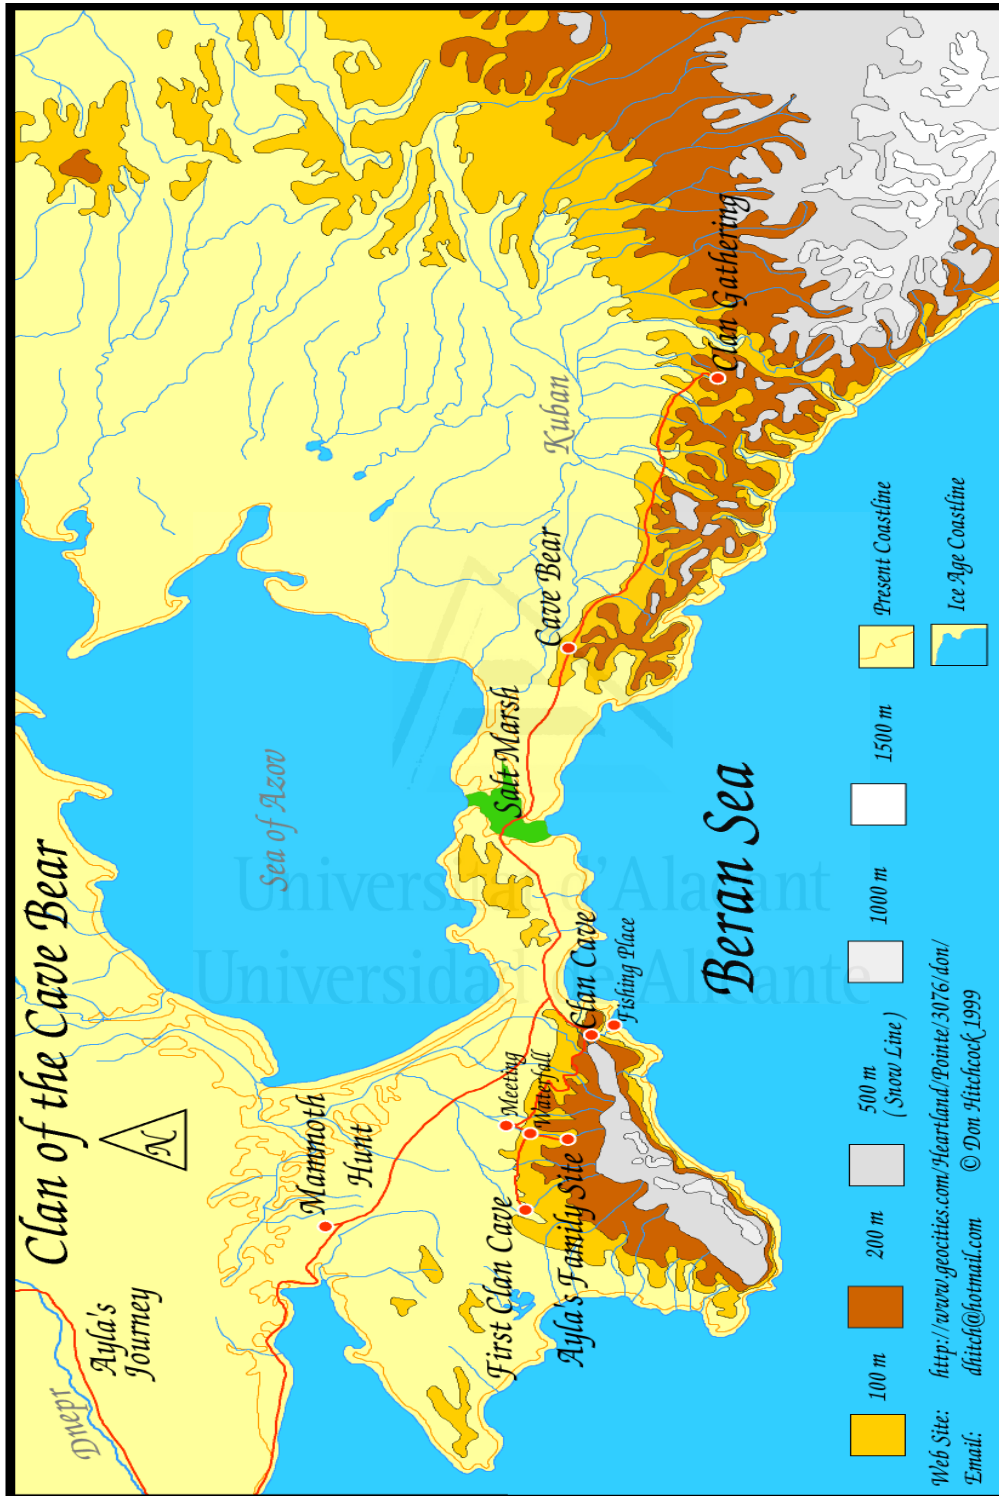 Clan of the Cave Bear
Dnepr
Ayla's
Journey
N
Mammoth
Hunt
Sea of Azov
First Clan Cave
Meeting
Waterfall
Ayla's Family Site
Clan Cave
Fishing Place
Salt Marsh
Cave Bear
Kuban
Clan Gathering
Beran Sea
Universitat d'Alacant
Universidad de Alicante
100 m
200 m
500 m
( Snow Line )
1000 m
1500 m
Present Coastline
Ice Age Coastline
Web Site: http://www.geocities.com/Heartland/Pointe/3076/don/
Email: dhitch@hotmail.com © Don Hitchcock 1999